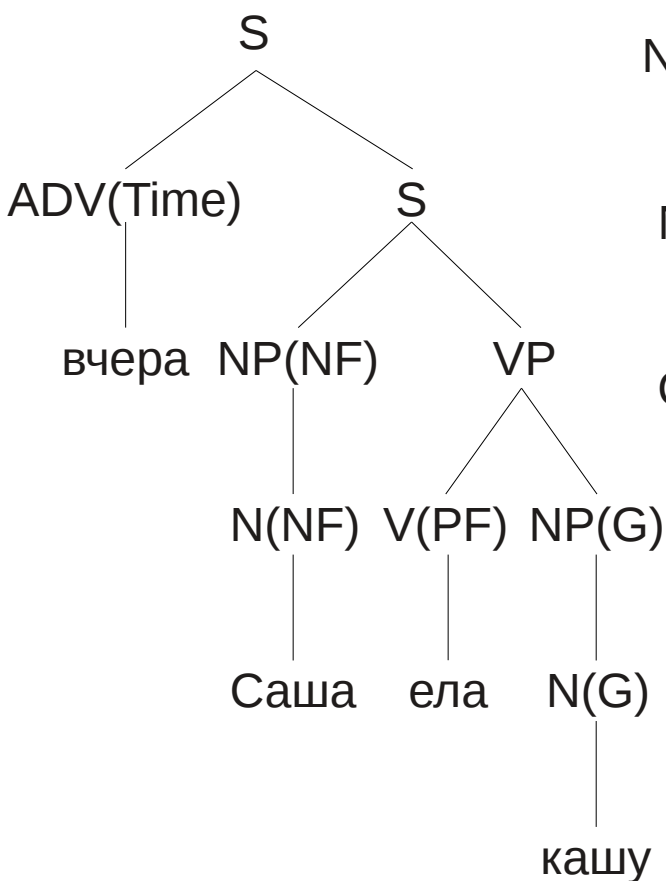 S
ADV(Time) S
вчера NP(NF) VP
N(NF) V(PF) NP(G)
Саша ела N(G)
кашу